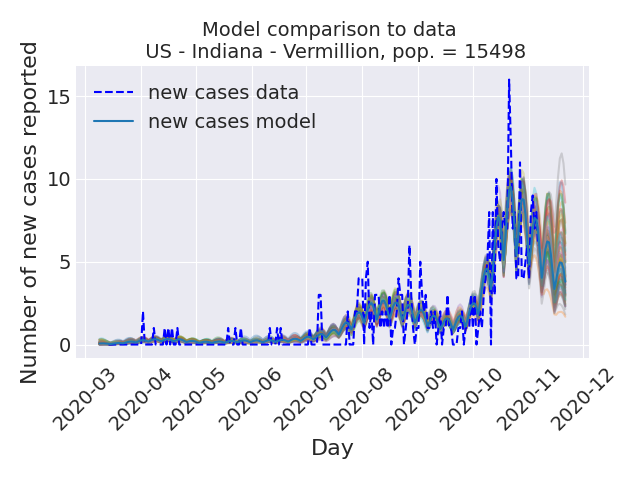 Model comparison to data
US - Indiana - Vermillion, pop. = 15498
Number of new cases reported
15
10
5
0
new cases data
new cases model
2020-03
2020-04
2020-05
2020-06
2020-07
2020-08
2020-09
2020-10
2020-11
2020-12
Day